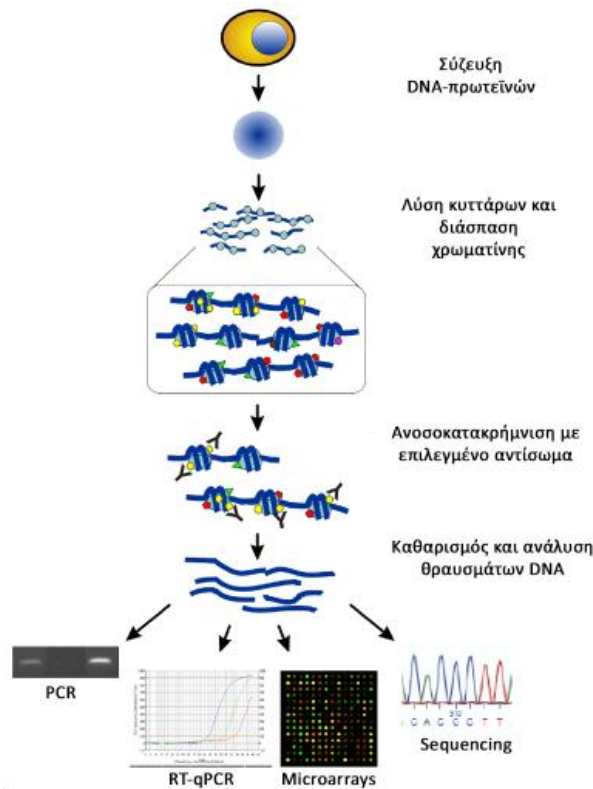 Σύζευξη
DNA-πρωτεϊνών
Λύση κυττάρων και
διάσπαση
χρωματίνης
Ανοσοκατακρήμνιση με
επιλεγμένο αντίσωμα
Καθαρισμός και ανάλυση
θραυσμάτων DNA
PCR
RT-qPCR
Microarrays
Sequencing